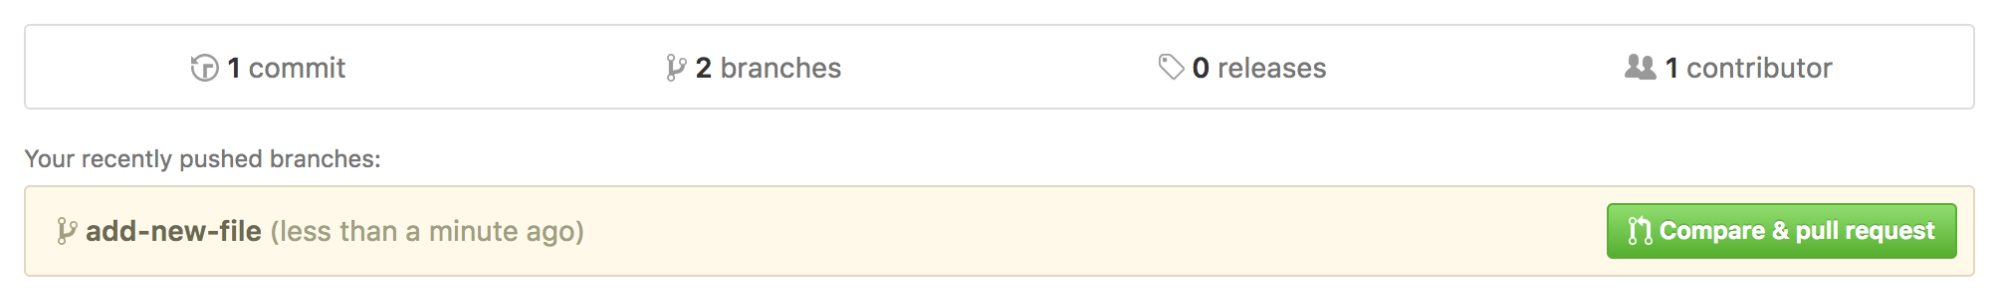 1 commit 2 branches 0 releases 1 contributor
Your recently pushed branches:
add-new-file (less than a minute ago) Compare & pull request